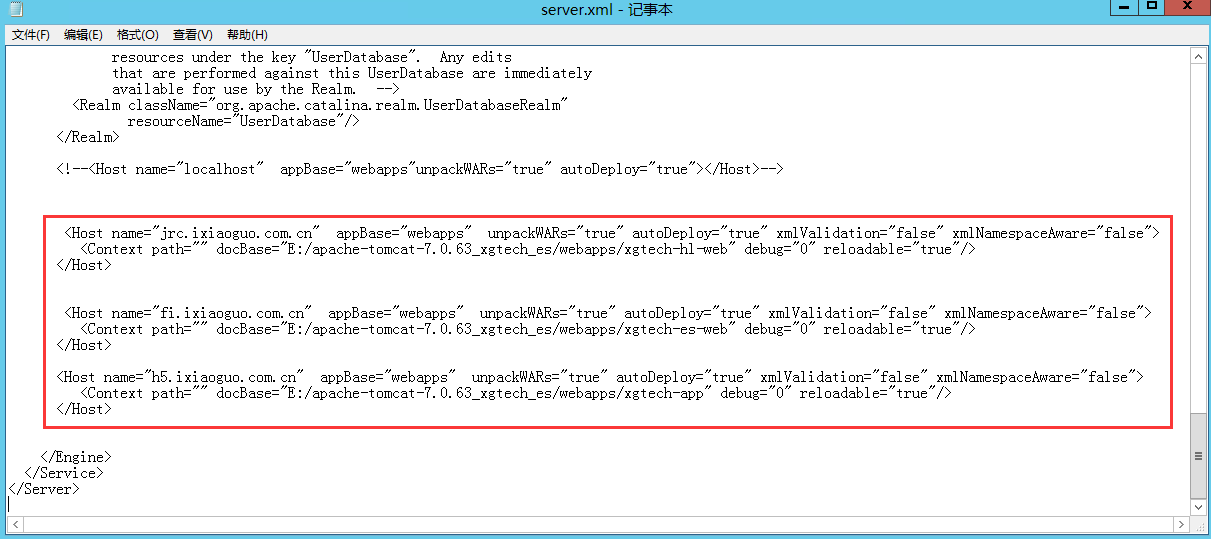 server.xml - 记事本
文件(F) 编辑(E) 格式(O) 查看(V) 帮助(H)
resources under the key "UserDatabase".  Any edits
that are performed against this UserDatabase are immediately
available for use by the Realm.  -->
<Realm className="org.apache.catalina.realm.UserDatabaseRealm"
resourceName="UserDatabase"/>
</Realm>
<!--<Host name="localhost"  appBase="webapps"unpackWARs="true" autoDeploy="true"></Host>-->
<Host name="jrc.ixiaoguo.com.cn"  appBase="webapps"  unpackWARs="true" autoDeploy="true" xmlValidation="false" xmlNamespaceAware="false">
<Context path="" docBase="E:/apache-tomcat-7.0.63_xgtech_es/webapps/xgtech-hl-web" debug="0" reloadable="true"/>
</Host>
<Host name="fi.ixiaoguo.com.cn"  appBase="webapps"  unpackWARs="true" autoDeploy="true" xmlValidation="false" xmlNamespaceAware="false">
<Context path="" docBase="E:/apache-tomcat-7.0.63_xgtech_es/webapps/xgtech-es-web" debug="0" reloadable="true"/>
</Host>
<Host name="h5.ixiaoguo.com.cn"  appBase="webapps"  unpackWARs="true" autoDeploy="true" xmlValidation="false" xmlNamespaceAware="false">
<Context path="" docBase="E:/apache-tomcat-7.0.63_xgtech_es/webapps/xgtech-app" debug="0" reloadable="true"/>
</Host>
</Engine>
</Service>
</Server>